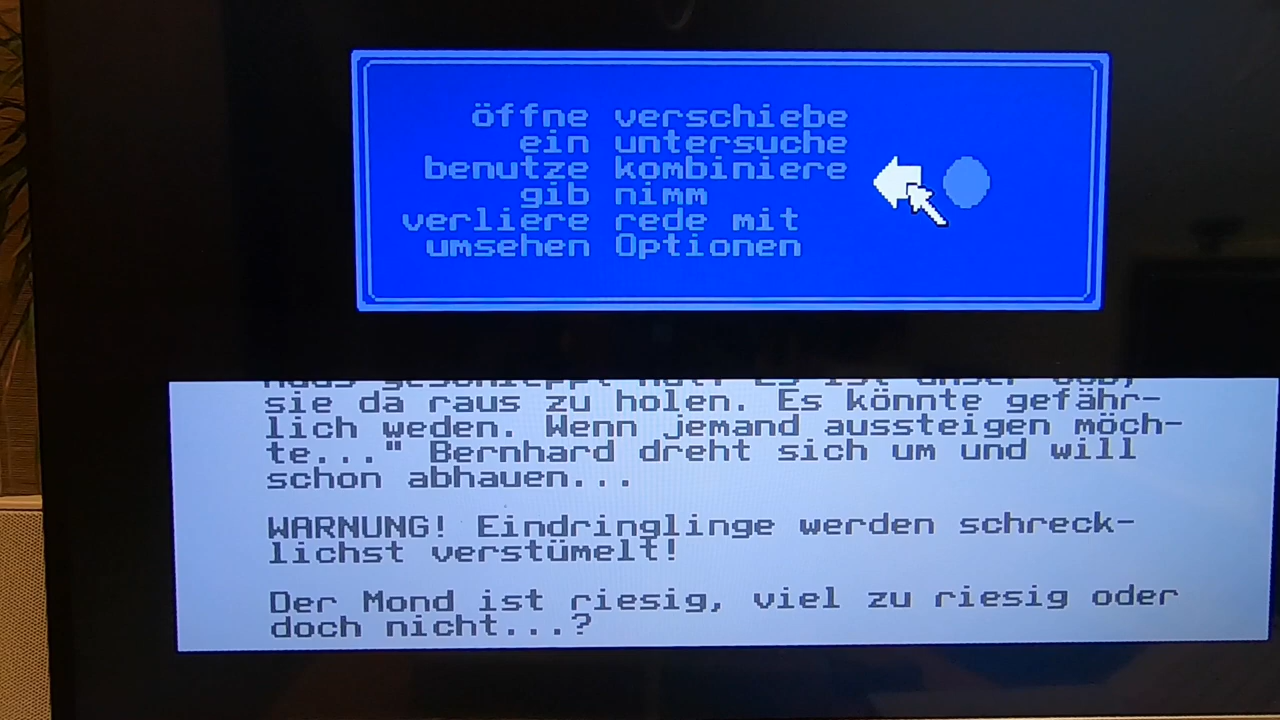 öffne verschiebe
ein untersuche
benutze kombiniere
gib nimm
verliere rede mit
umsehen Optionen
sie da raus zu holen. Es könnte gefähr-
lich weden. Wenn jemand aussteigen möch-
te..." Bernhard dreht sich um und will
schon abhauen...
WARNUNG! Eindringlinge werden schreck-
lichst verstümelt!
Der Mond ist riesig, viel zu riesig oder
doch nicht...?